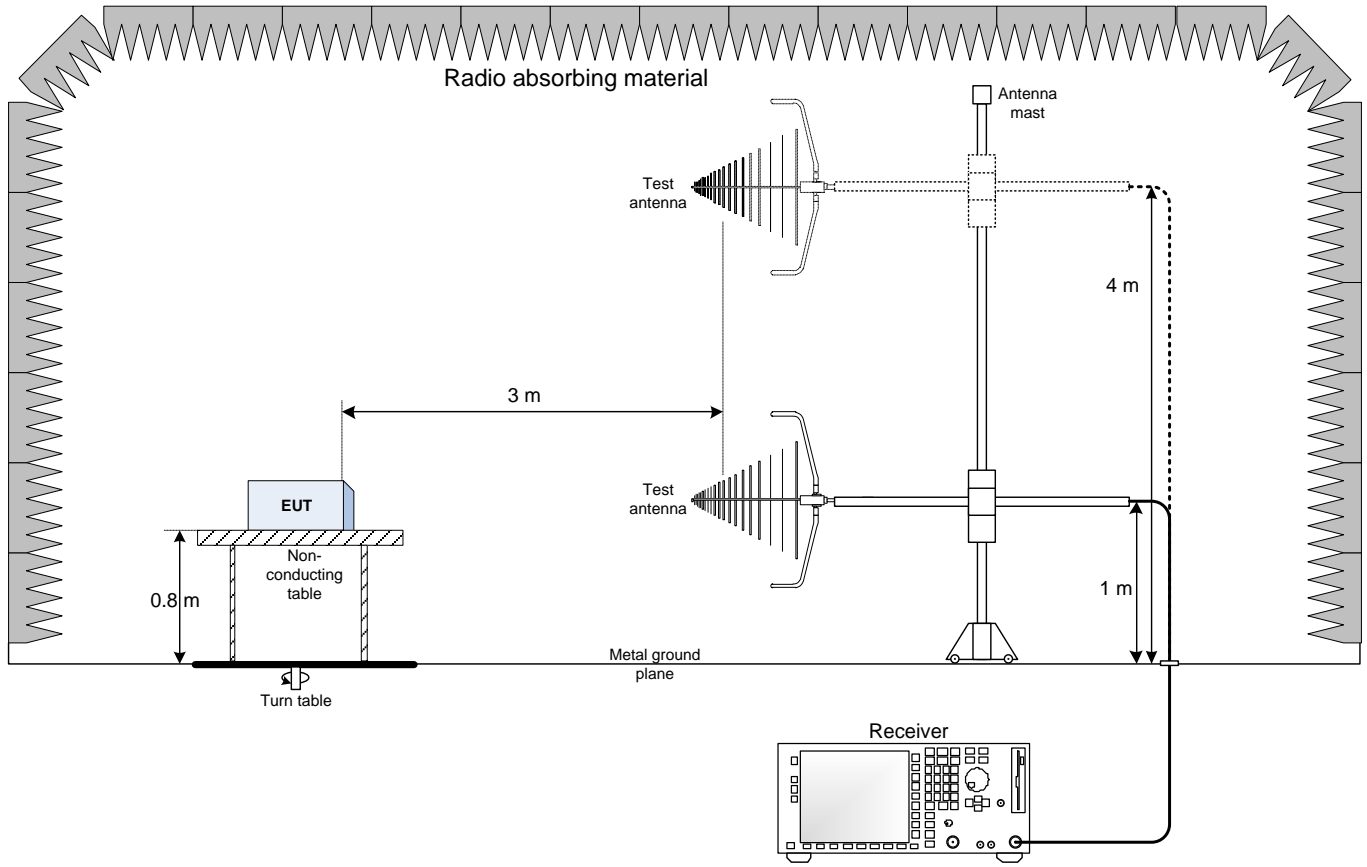 Radio absorbing material
Antenna
mast
Test
antenna
4 m
3 m
EUT
Test
antenna
Non-
conducting
table
0.8 m
1 m
Metal ground
plane
Turn table
Receiver